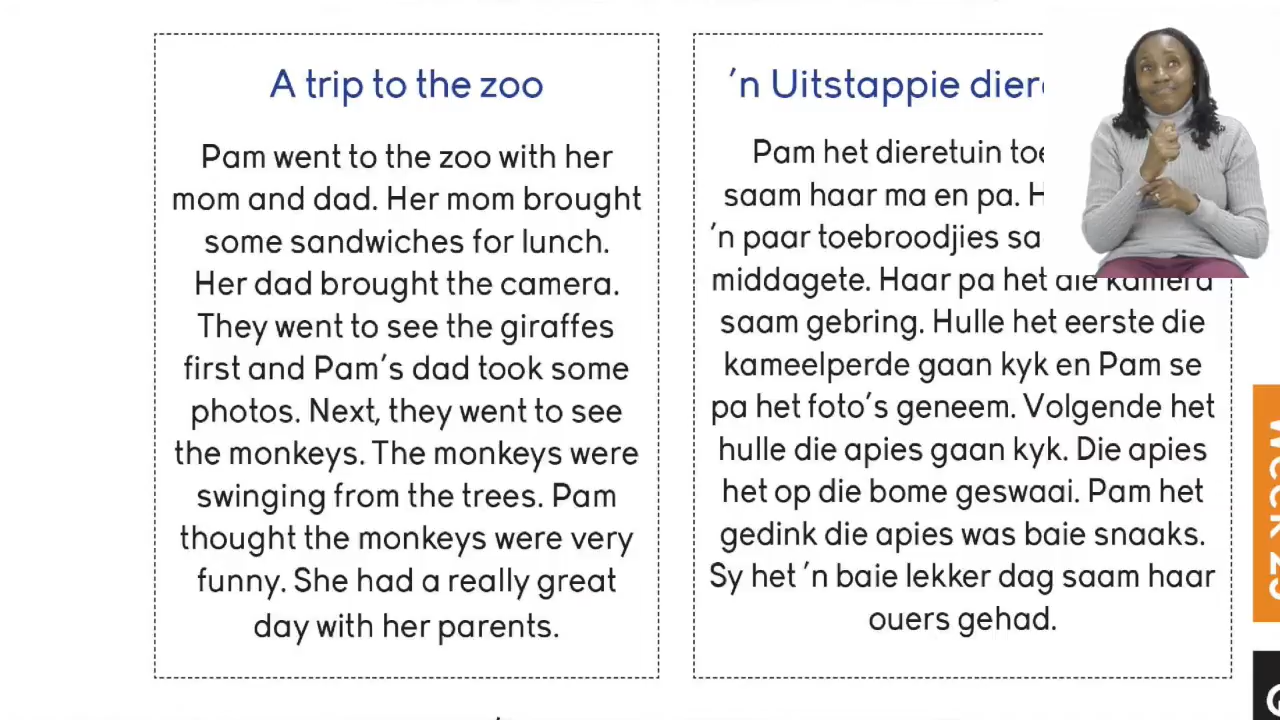 A trip to the zoo
Pam went to the zoo with her
mom and dad. Her mom brought
some sandwiches for lunch.
Her dad brought the camera.
They went to see the giraffes
first and Pam's dad took some
photos. Next, they went to see
the monkeys. The monkeys were
swinging from the trees. Pam
thought the monkeys were very
funny. She had a really great
day with her parents.
'n Uitstappie
Pam het dieretuin
saam haar ma en pa.
'n paar toebroodjies
middagete. Haar pa het die kamera
saam gebring. Hulle het eerste die
kameelperde gaan kyk en Pam se
pa het foto's geneem. Volgende het
hulle die apies gaan kyk. Die apies
het op die bome geswaai. Pam het
gedink die apies was baie snaaks.
Sy het 'n baie lekker dag saam haar
ouers gehad.